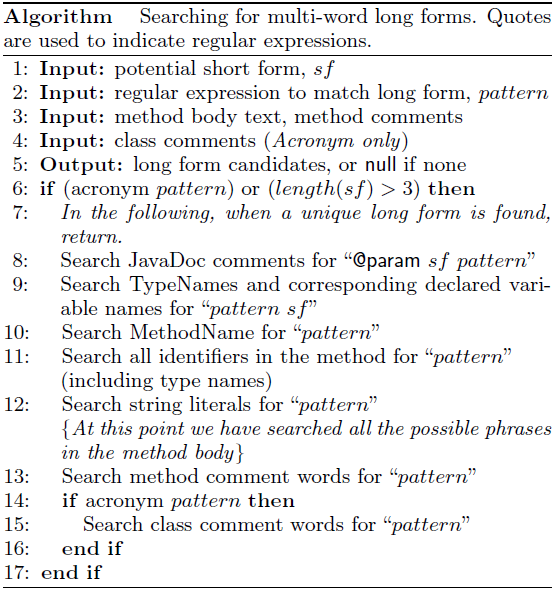 Algorithm Searching for multi-word long forms. Quotes
are used to indicate regular expressions.
1: Input: potential short form, sf
2: Input: regular expression to match long form, pattern
3: Input: method body text, method comments
4: Input: class comments (Acronym only)
5: Output: long form candidates, or null if none
6: if (acronym pattern) or (length(sf) > 3) then
7: In the following, when a unique long form is found,
return.
8: Search JavaDoc comments for “@param sf pattern”
9: Search TypeNames and corresponding declared vari-
able names for “pattern sf”
10: Search MethodName for “pattern”
11: Search all identifiers in the method for “pattern”
(including type names)
12: Search string literals for “pattern”
{At this point we have searched all the possible phrases
in the method body}
13: Search method comment words for “pattern”
14: if acronym pattern then
15: Search class comment words for “pattern”
16: end if
17: end if